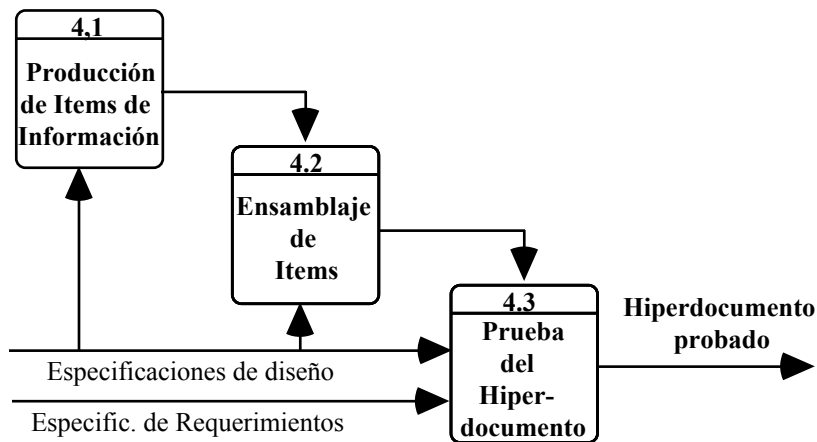 4,1
Producción
de Items de
Información
4.2
Ensamblaje
de
Items
4.3
Prueba
del
Hiper-
documento
Hiperdocumento
probado
Especificaciones de diseño
Especific. de Requerimientos